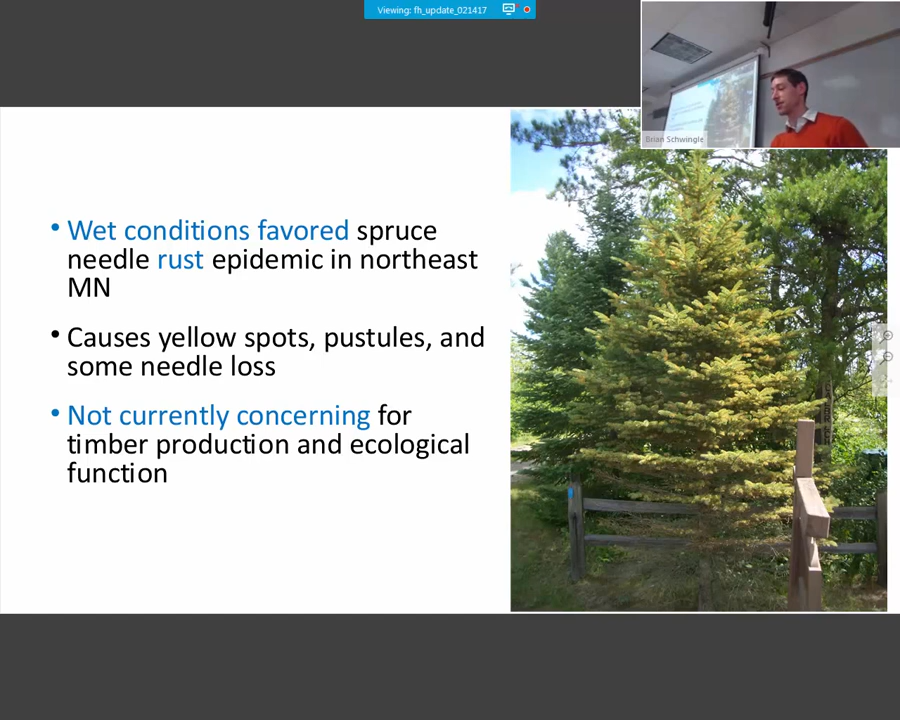 Viewing: fh_update_021417
Brian Schwingle
• Wet conditions favored spruce
needle rust epidemic in northeast
MN
• Causes yellow spots, pustules, and
some needle loss
• Not currently concerning for
timber production and ecological
function